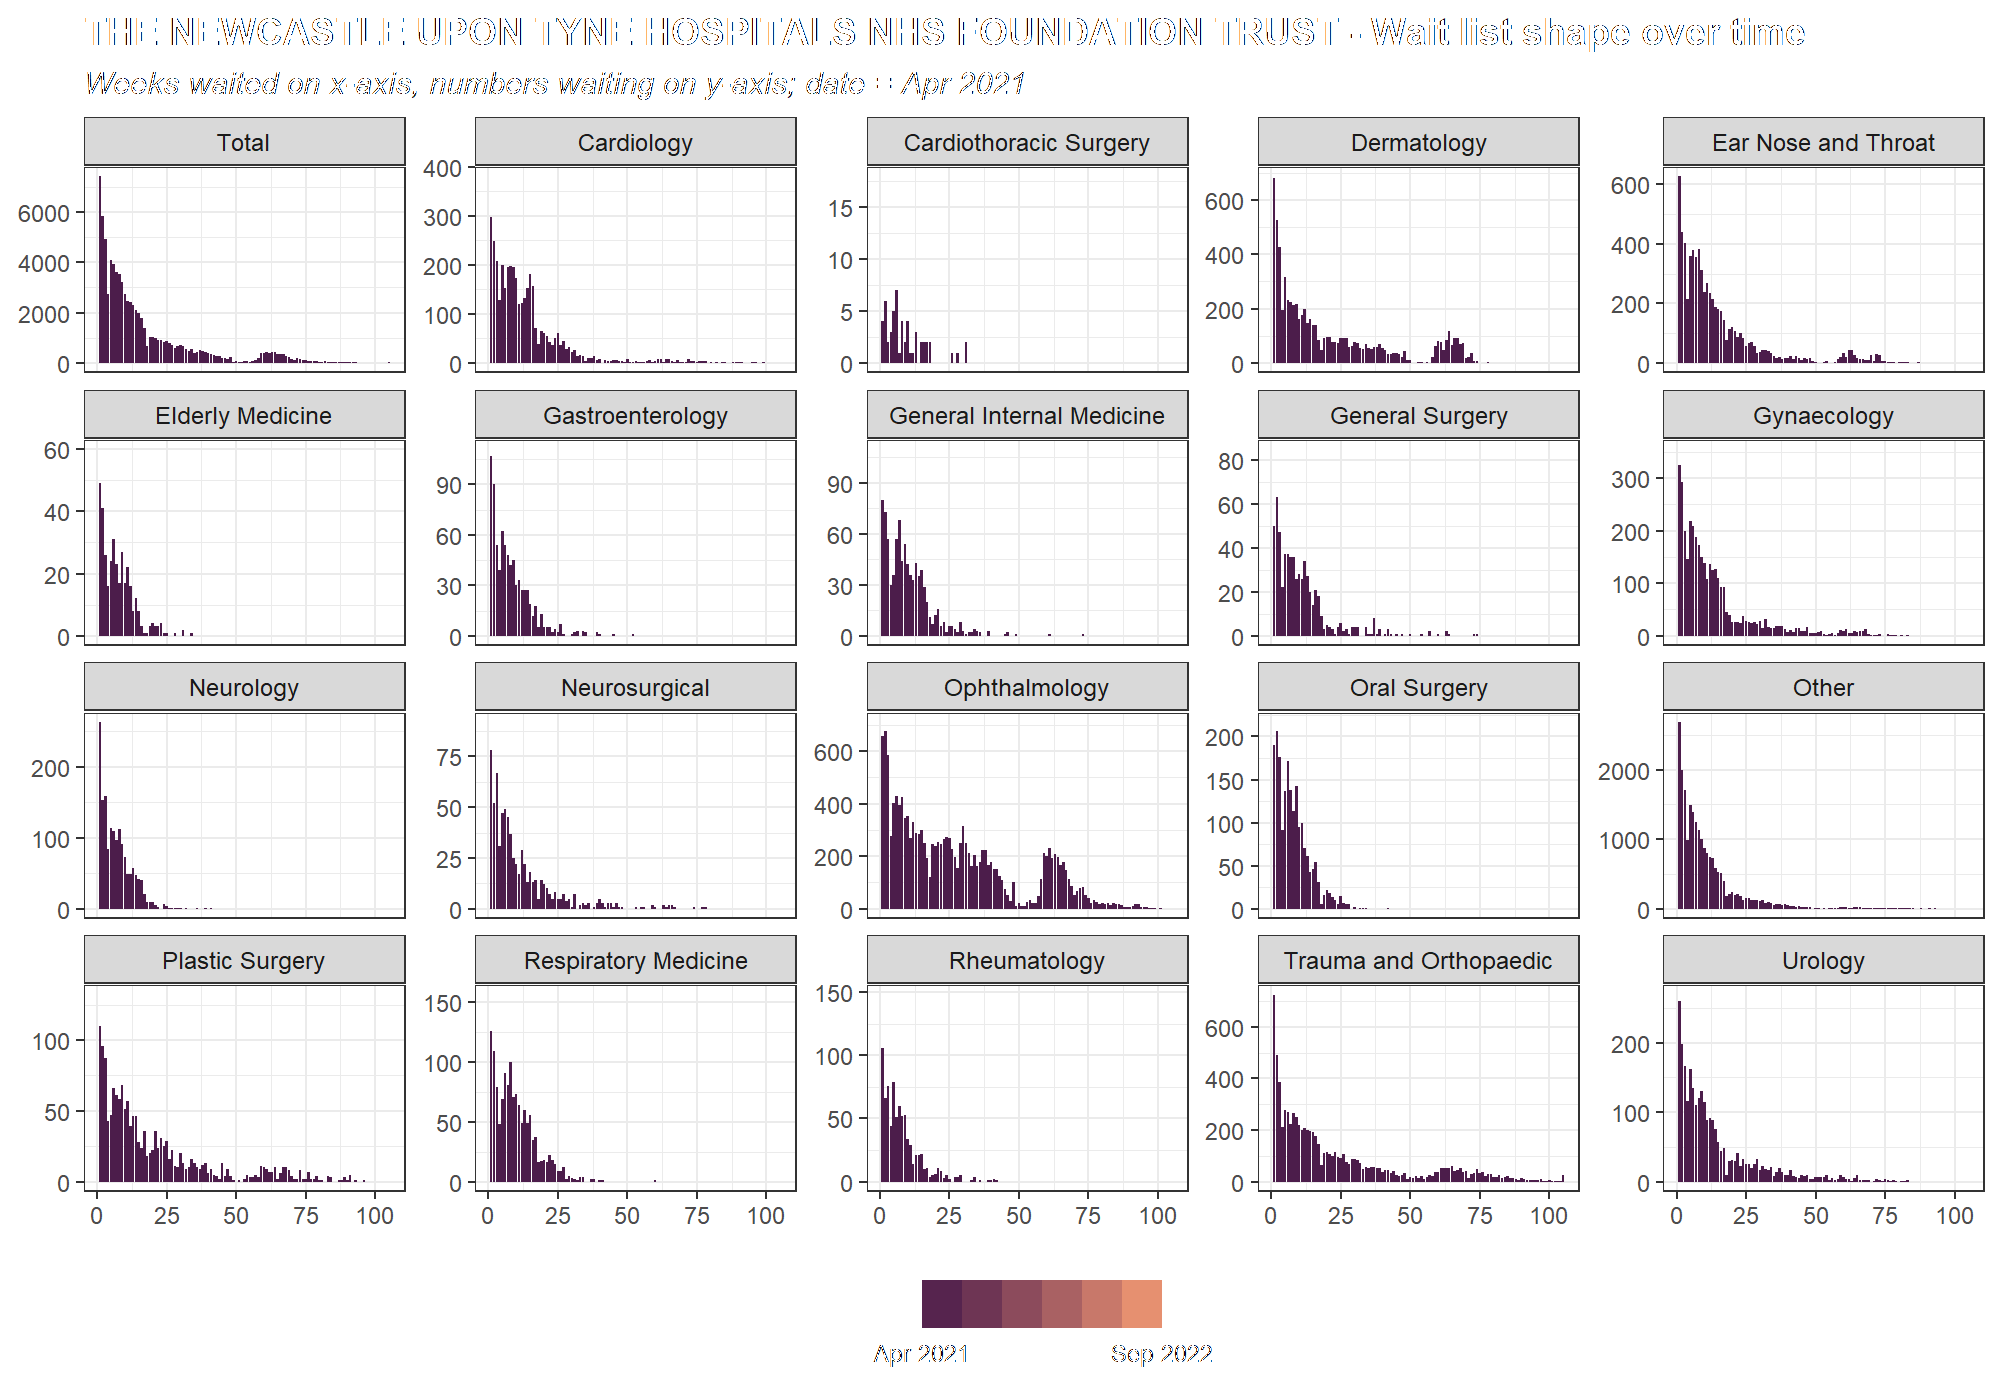 THE NEWCASTLE UPON TYNE HOSPITALS NHS FOUNDATION TRUST - Wait list shape over time
Weeks waited on x-axis, numbers waiting on y-axis; date = Apr 2021
Total
Cardiology
Cardiothoracic Surgery
Dermatology
Ear Nose and Throat
6000
4000
2000
0
400
300
200
100
0
15
10
5
0
600
400
200
0
600
400
200
0
Elderly Medicine
Gastroenterology
General Internal Medicine
General Surgery
Gynaecology
60
40
20
0
90
60
30
0
90
60
30
0
80
60
40
20
0
300
200
100
0
Neurology
Neurosurgical
Ophthalmology
Oral Surgery
Other
200
100
0
75
50
25
0
600
400
200
0
200
150
100
50
0
2000
1000
0
Plastic Surgery
Respiratory Medicine
Rheumatology
Trauma and Orthopaedic
Urology
100
50
0
150
100
50
0
150
100
50
0
600
400
200
0
200
100
0
0 25 50 75 100
0 25 50 75 100
0 25 50 75 100
0 25 50 75 100
0 25 50 75 100
Apr 2021
Sep 2022